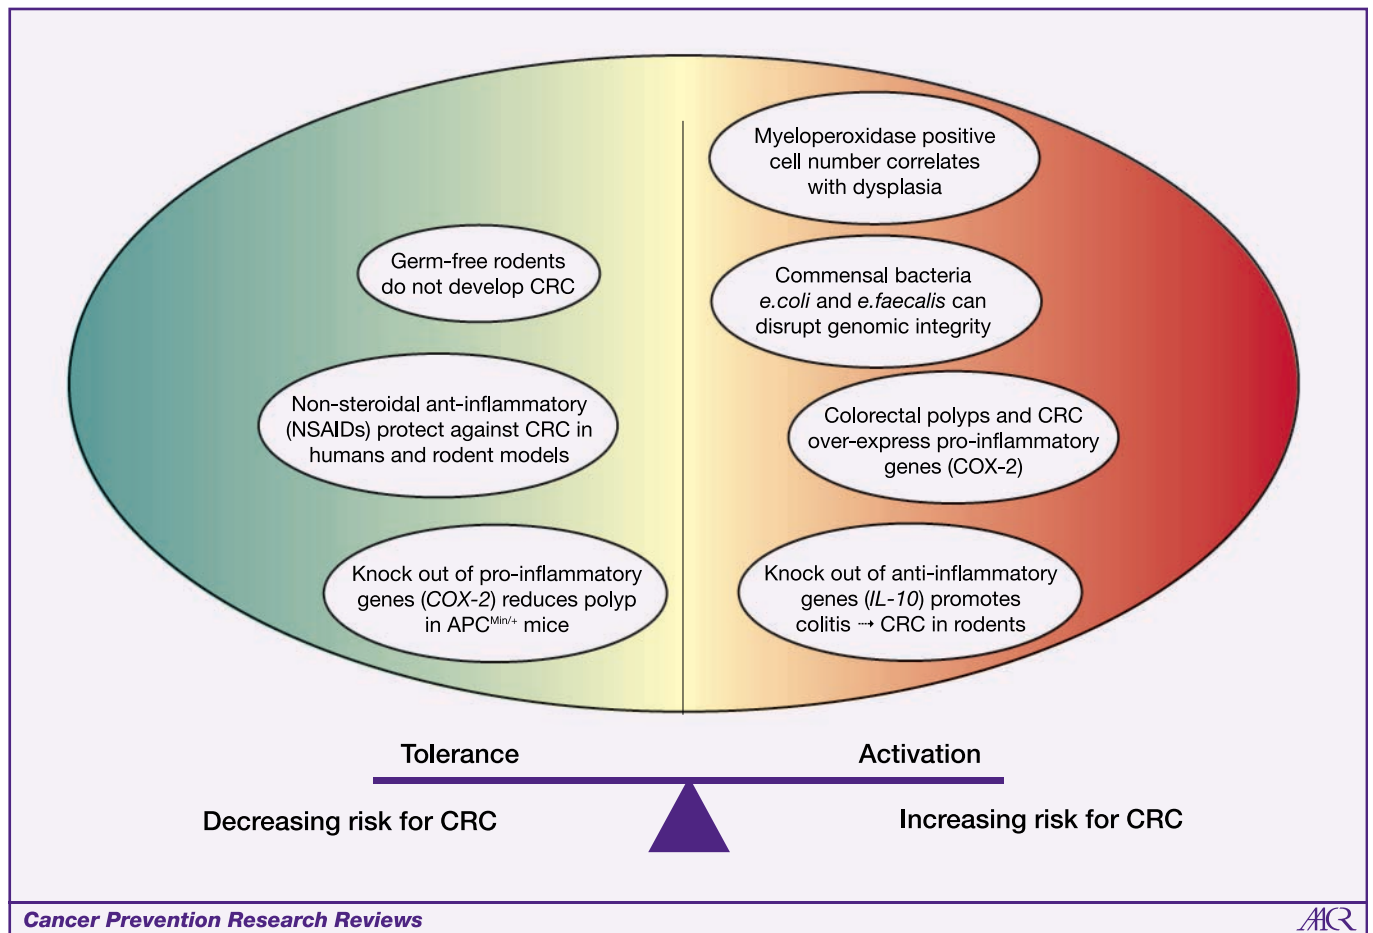 Myeloperoxidase positive
cell number correlates
with dysplasia
Germ-free rodents
do not develop CRC
Commensal bacteria
e.coli and e.faecalis can
disrupt genomic integrity
Non-steroidal ant-inflammatory
(NSAIDs) protect against CRC in
humans and rodent models
Colorectal polyps and CRC
over-express pro-inflammatory
genes (COX-2)
Knock out of pro-inflammatory
genes (COX-2) reduces polyp
in APCMin/+ mice
Knock out of anti-inflammatory
genes (IL-10) promotes
colitis ⤏ CRC in rodents
Tolerance
Activation
Decreasing risk for CRC
Increasing risk for CRC
Cancer Prevention Research Reviews
AACR